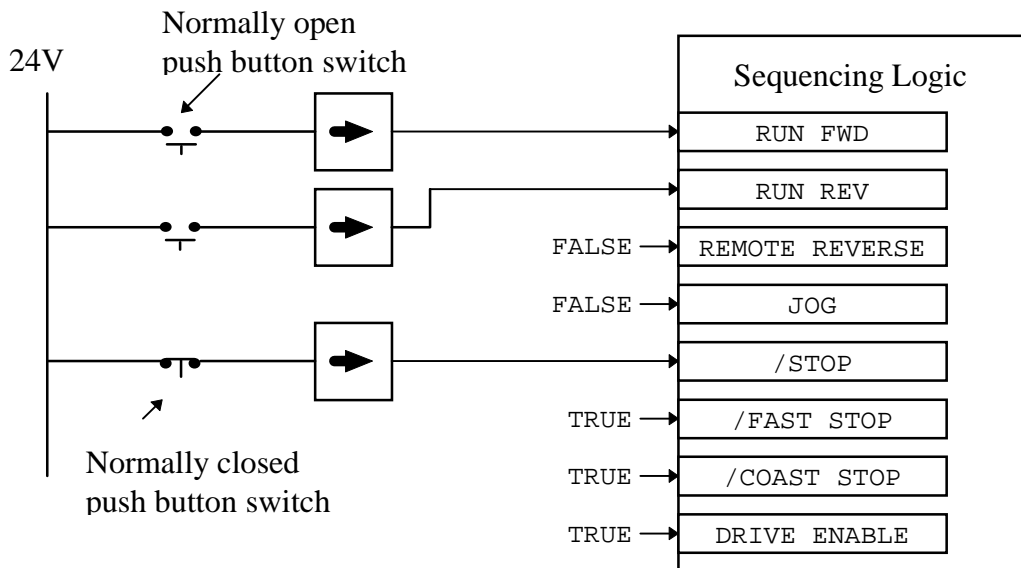 Normally open
push button switch
24V
Sequencing Logic
RUN FWD
RUN REV
FALSE
REMOTE REVERSE
FALSE
JOG
/STOP
TRUE
/FAST STOP
Normally closed
push button switch
TRUE
/COAST STOP
TRUE
DRIVE ENABLE